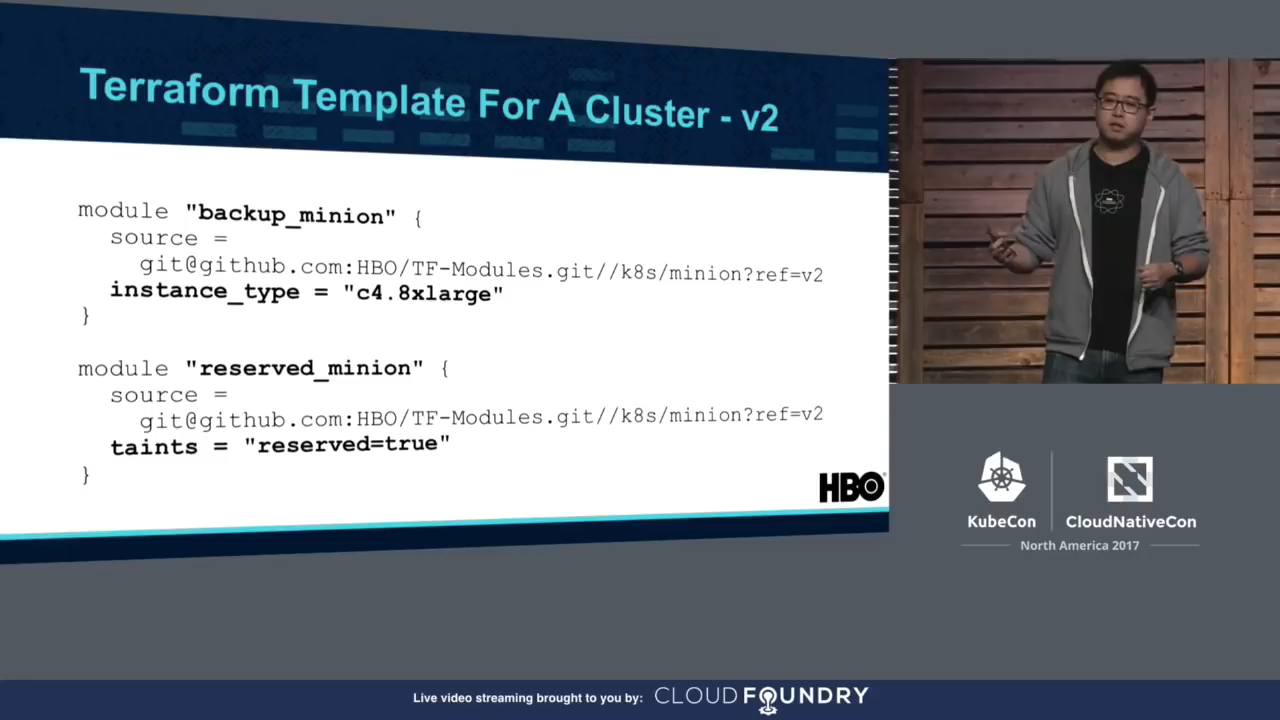 Terraform Template For A Cluster - v2
module "backup_minion" {
source =
git@github.com:HBO/TF-Modules.git//k8s/minion?ref=v2
instance_type = "c4.8xlarge"
}
module "reserved_minion" {
source =
git@github.com:HBO/TF-Modules.git//k8s/minion?ref=v2
taints = "reserved=true"
}
HBO
KubeCon
CloudNativeCon
North America 2017
Live video streaming brought to you by: CLOUD FOUNDRY